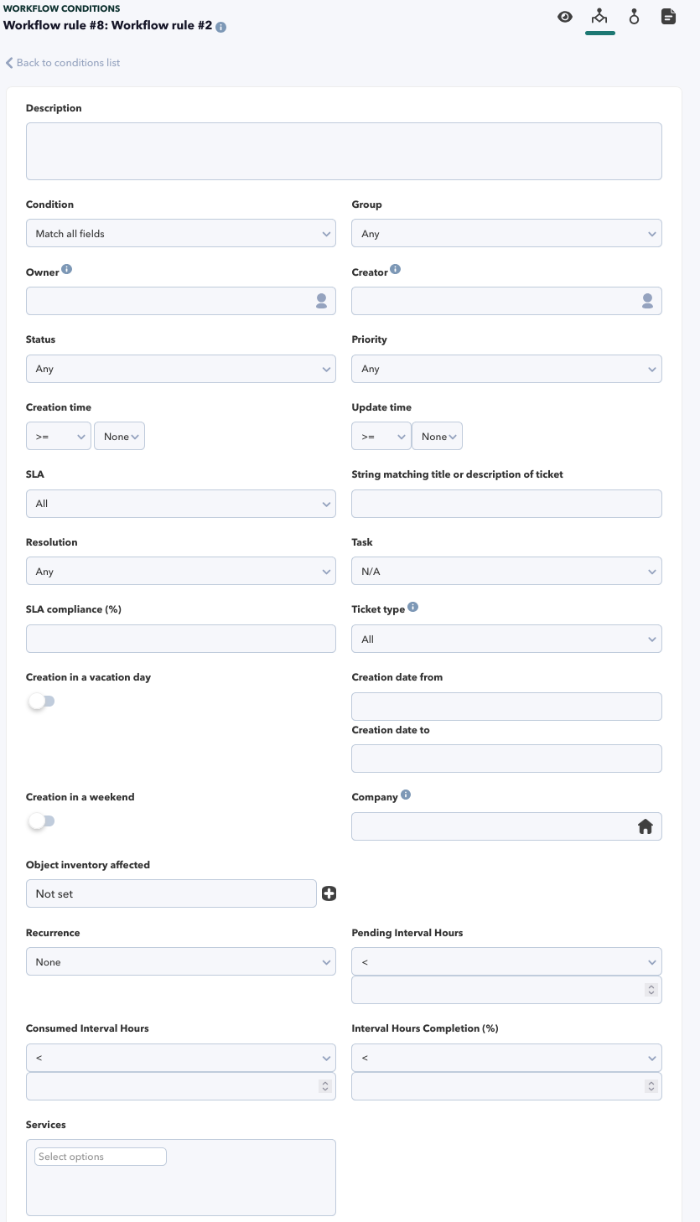 WORKFLOW CONDITIONS
Workflow rule #8: Workflow rule #2
Back to conditions list
Description
Condition Group
Match all fields Any
Owner Creator
Status Priority
Any Any
Creation time Update time
>= None >= None
SLA String matching title or description of ticket
All
Resolution Task
Any N/A
SLA compliance (%) Ticket type
All
Creation in a vacation day Creation date from
Creation date to
Creation in a weekend Company
Object inventory affected
Not set
Recurrence Pending Interval Hours
None <
Consumed Interval Hours Interval Hours Completion (%)
< <
Services
Select options